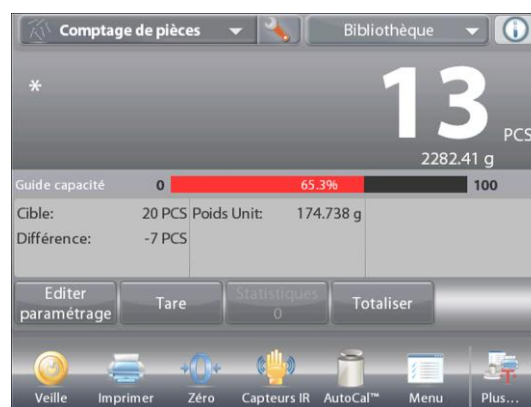 Comptage de pièces Bibliothèque
*
13 PCS
2282.41 g
Guide capacité 0 65.3% 100
Cible: 20 PCS Poids Unit: 174.738 g
Différence: -7 PCS
Editer paramétrage Tare Statistiques 0 Totaliser
Veille Imprimer Zéro Capteurs IR AutoCal™ Menu Plus...